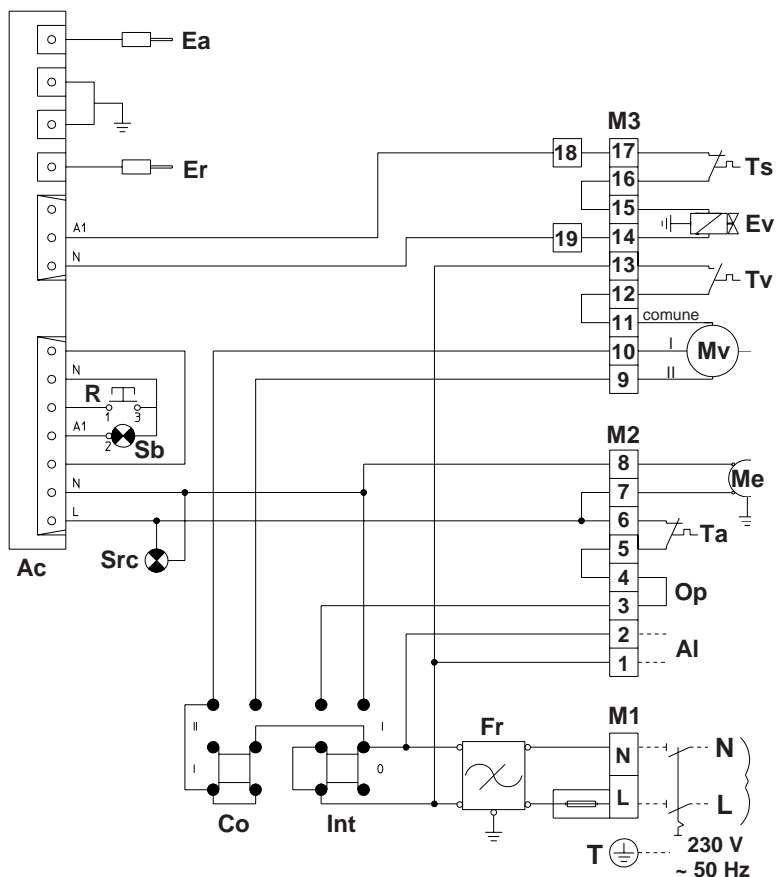 Ea
M3
18
17
Er
Ts
16
15
Ev
A1
19
14
N
13
Tv
12
11
comune
10
I
Mv
9
II
N
R
1
3
A1
2
Sb
M2
8
Me
N
7
L
6
Ta
5
Src
Ac
4
Op
3
2
Al
1
II
I
Fr
M1
N
N
I
0
L
L
Co
Int
T
230 V
~ 50 Hz